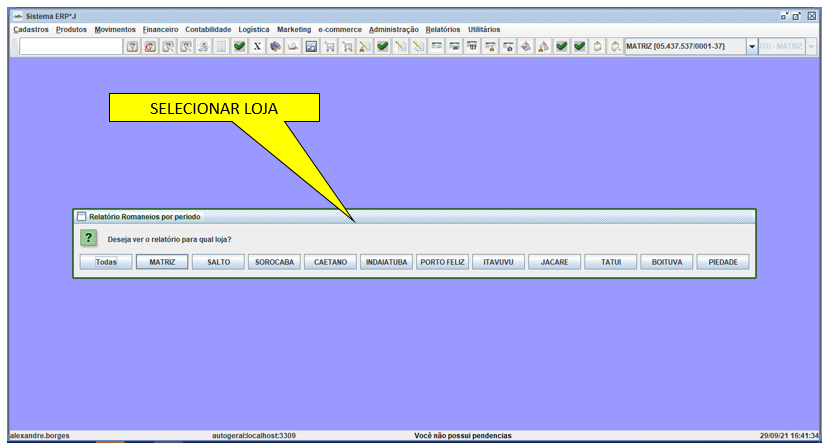 Sistema ERP*J
Cadastros Produtos Movimentos Financeiro Contabilidade Logística Marketing e-commerce Administração Relatórios Utilitários
X MATRIZ [05.437.537/0001-37] ITU - MATRIZ
SELECIONAR LOJA
Relatório Romaneios por periodo
? Deseja ver o relatório para qual loja?
Todas MATRIZ SALTO SOROCABA CAETANO INDAIATUBA PORTO FELIZ ITAVUVU JACARE TATUI BOITUVA PIEDADE
alexandre.borges autogeral:localhost:3309 Você não possui pendencias 29/09/21 16:41:34